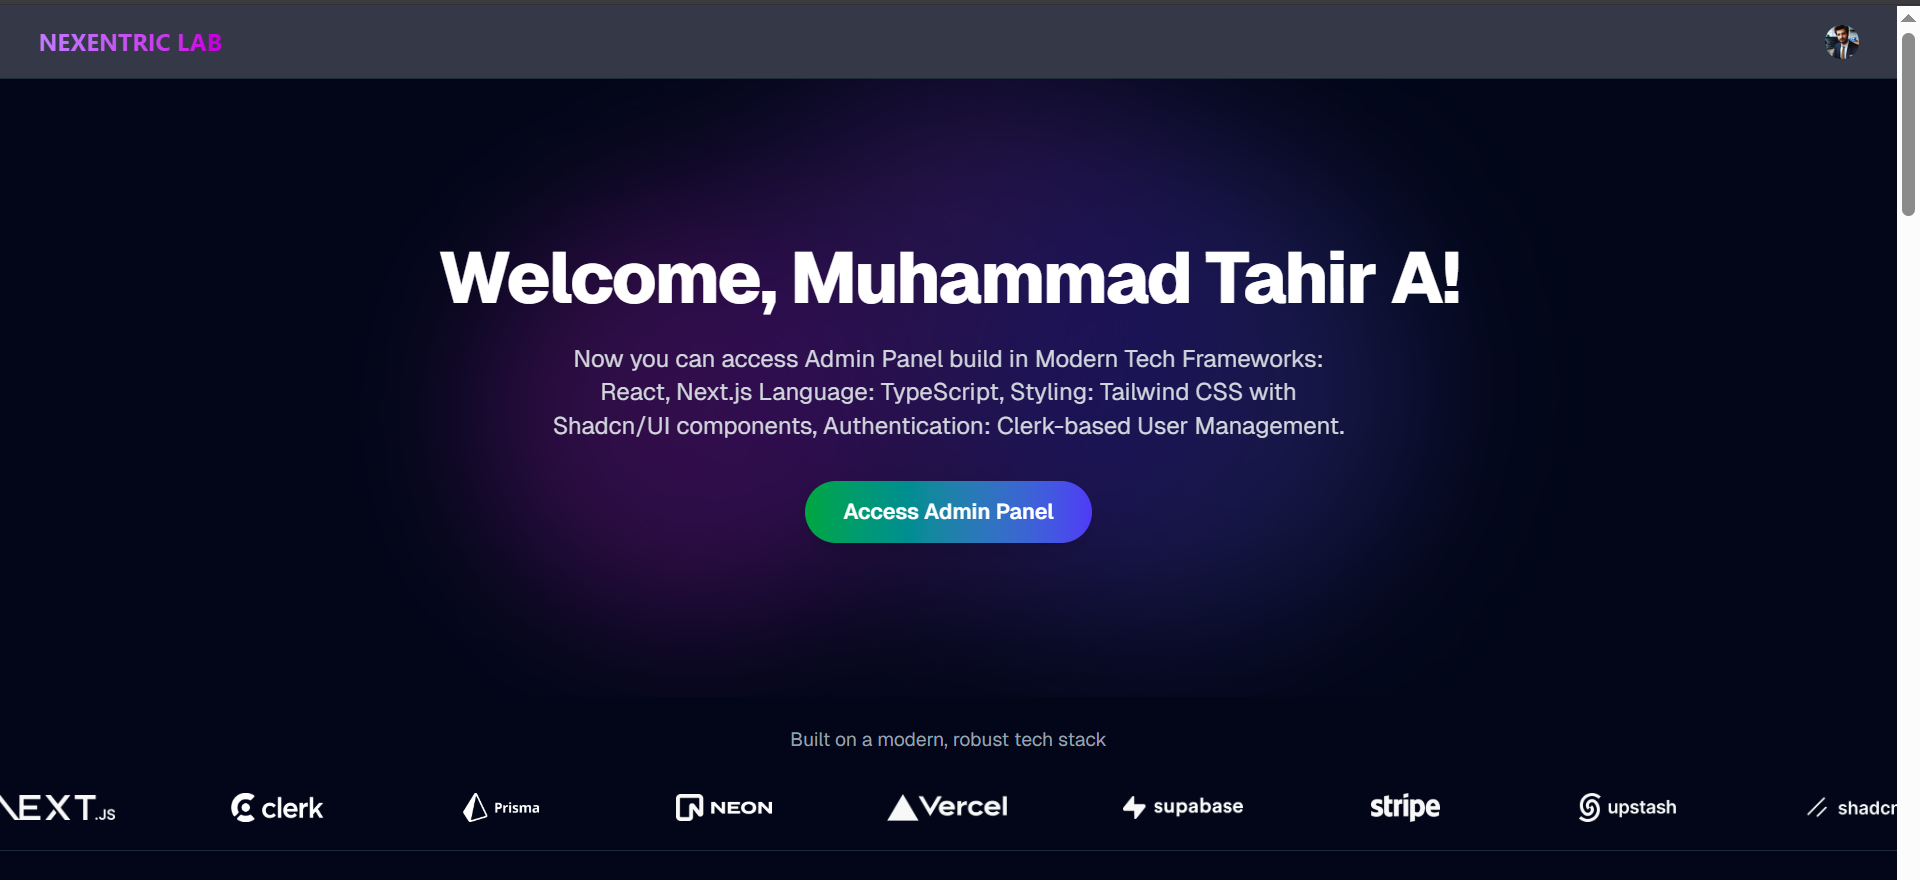 NEXENTRIC LAB
Welcome, Muhammad Tahir A!
Now you can access Admin Panel build in Modern Tech Frameworks:
React, Next.js Language: TypeScript, Styling: Tailwind CSS with
Shadcn/UI components, Authentication: Clerk-based User Management.
Access Admin Panel
Built on a modern, robust tech stack
NEXT.JS clerk Prisma NEON Vercel supabase stripe upstash shadcn